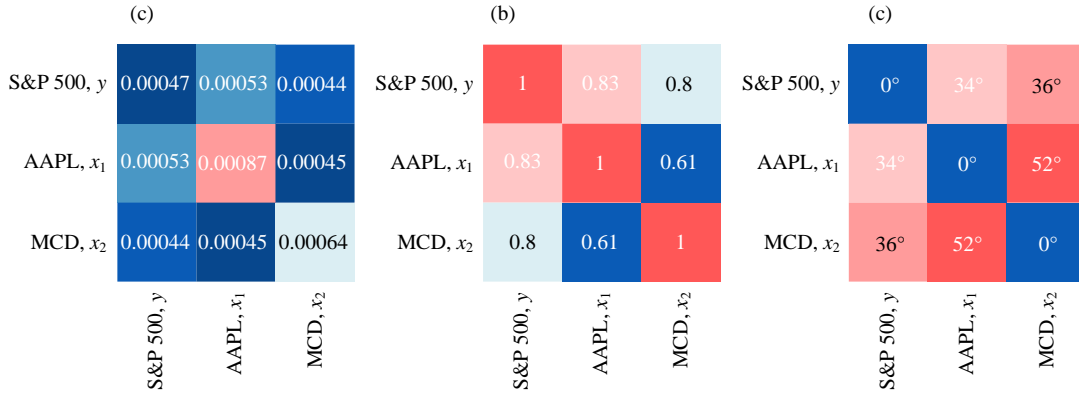 (c)
S&P 500, y
0.00047 0.00053 0.00044
AAPL, x₁
0.00053 0.00087 0.00045
MCD, x₂
0.00044 0.00045 0.00064
S&P 500, y
AAPL, x₁
MCD, x₂
(b)
S&P 500, y
1 0.83 0.8
AAPL, x₁
0.83 1 0.61
MCD, x₂
0.8 0.61 1
S&P 500, y
AAPL, x₁
MCD, x₂
(c)
S&P 500, y
0° 34° 36°
AAPL, x₁
34° 0° 52°
MCD, x₂
36° 52° 0°
S&P 500, y
AAPL, x₁
MCD, x₂